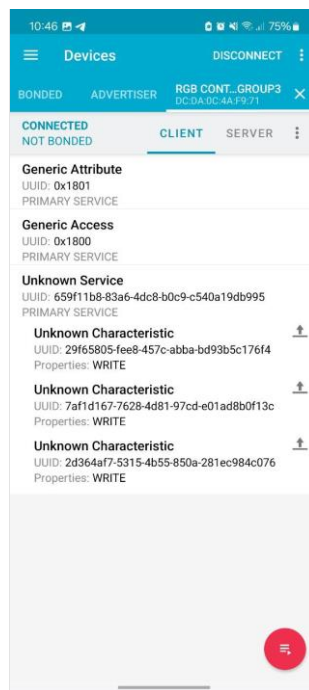 10:46 75%
Devices DISCONNECT
BONDED ADVERTISER RGB CONT...GROUP3
DC:DA:0C:4A:F9:71
CONNECTED
NOT BONDED CLIENT SERVER
Generic Attribute
UUID: 0x1801
PRIMARY SERVICE
Generic Access
UUID: 0x1800
PRIMARY SERVICE
Unknown Service
UUID: 659f11b8-83a6-4dc8-b0c9-c540a19db995
PRIMARY SERVICE
Unknown Characteristic
UUID: 29f65805-fee8-457c-abba-bd93b5c176f4
Properties: WRITE
Unknown Characteristic
UUID: 7af1d167-7628-4d81-97cd-e01ad8b0f13c
Properties: WRITE
Unknown Characteristic
UUID: 2d364af7-5315-4b55-850a-281ec984c076
Properties: WRITE